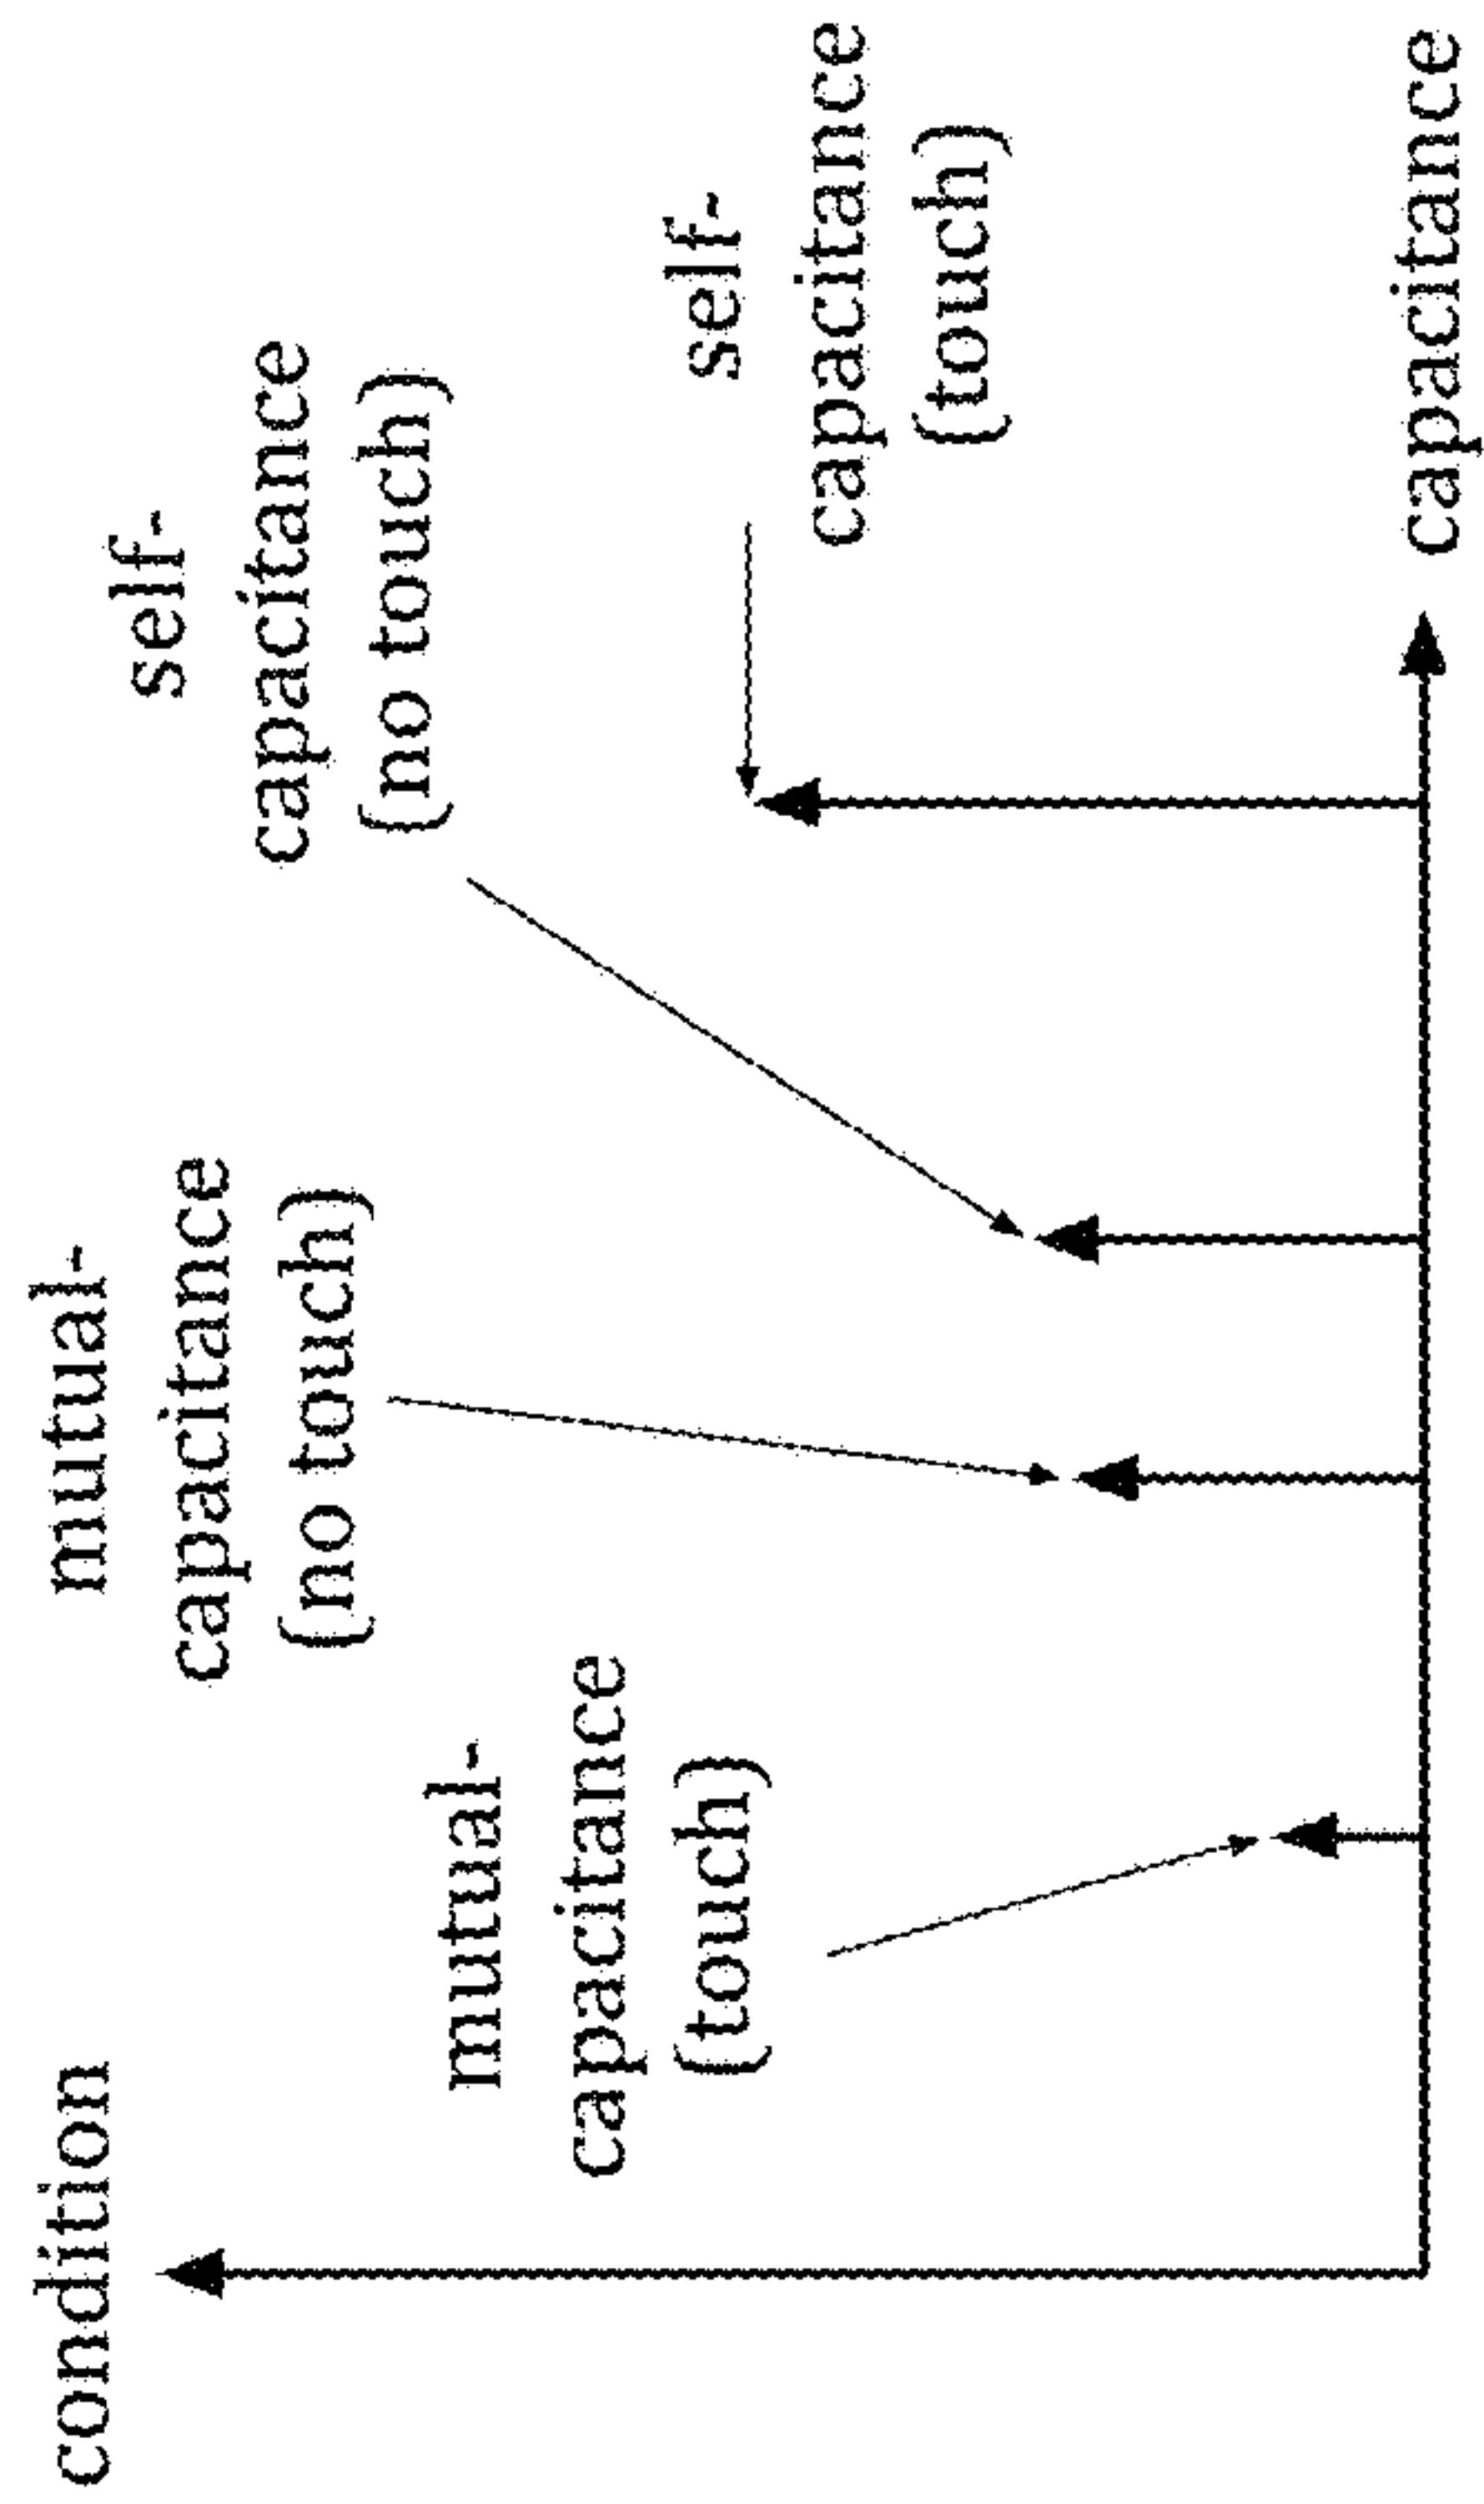 condition
mutual-
capacitance
(touch)
mutual-
capacitance
(no touch)
self-
capacitance
(no touch)
self-
capacitance
(touch)
capacitance